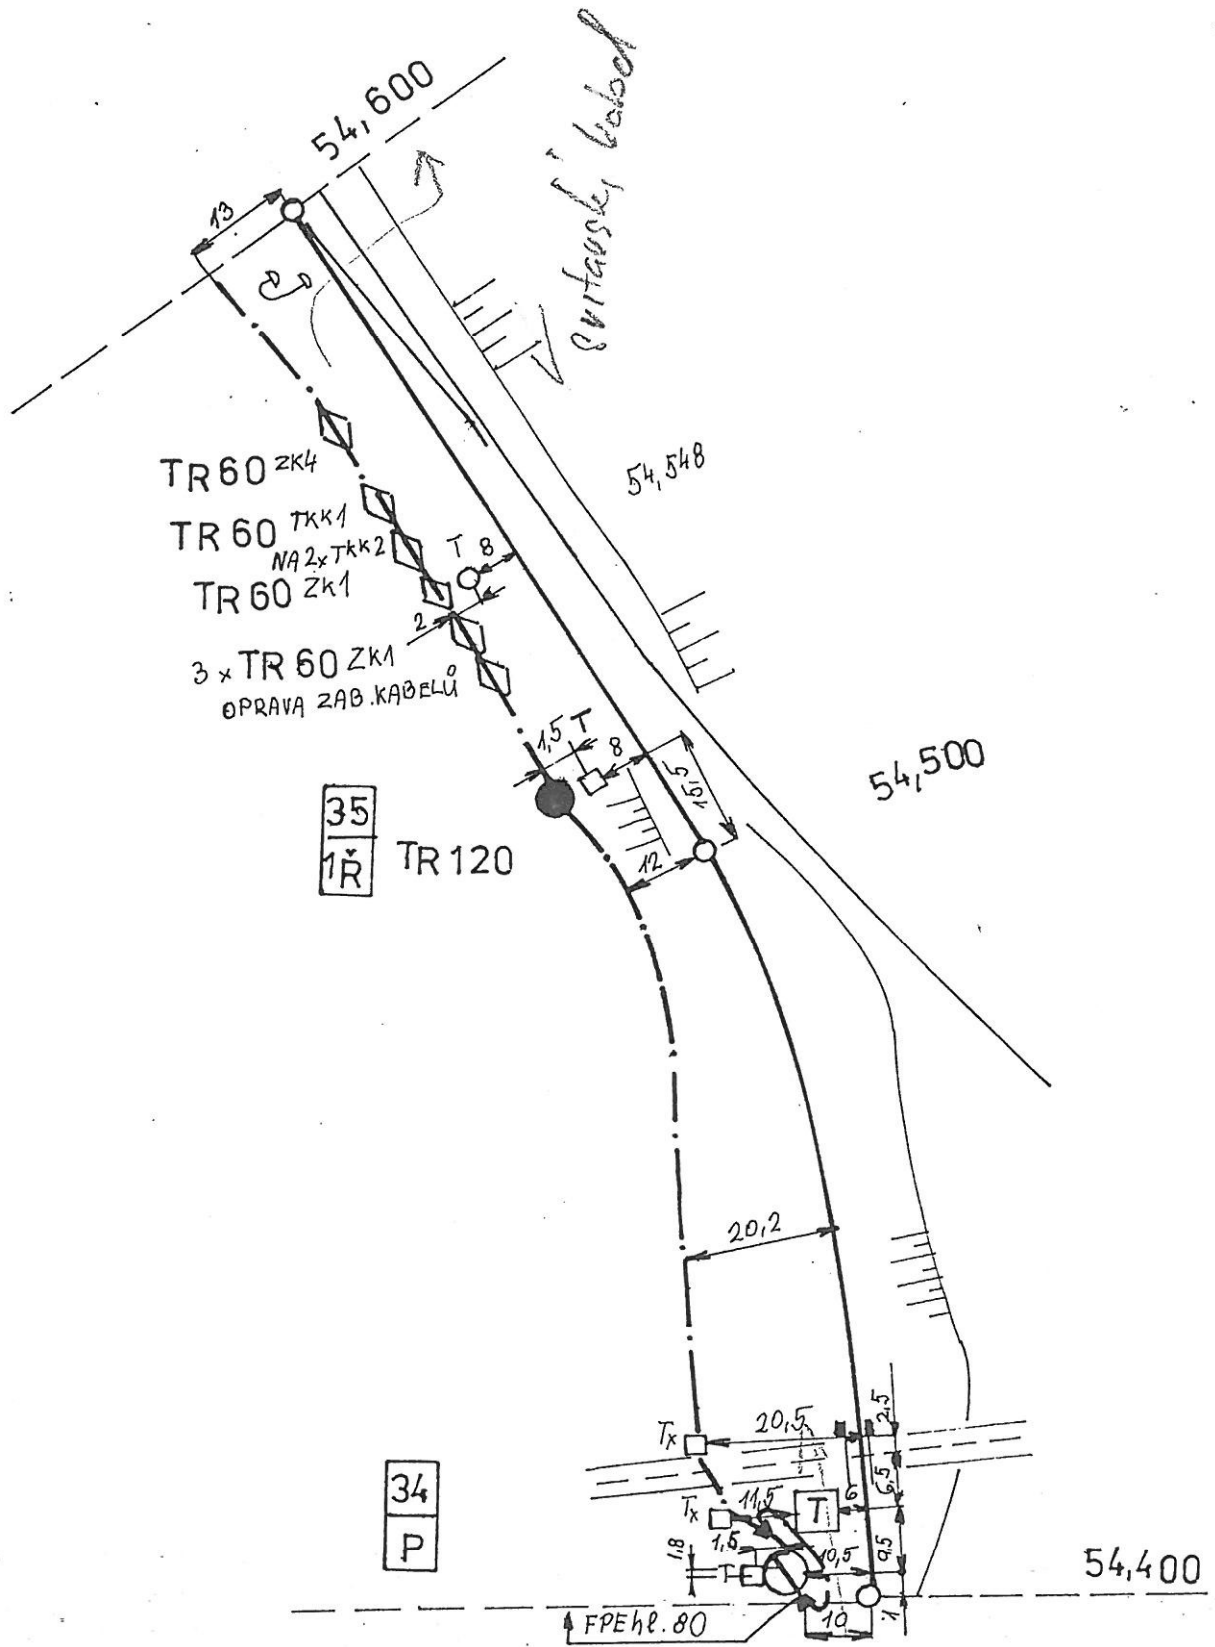 54,600
svitavský
13
TR 60 ZK4
54,548
TR 60 TKK1
NA 2x TKK2
T 8
TR 60 ZK1
2
3 x TR 60 ZK1
OPRAVA ZAB. KABELŮ
1,5 T
8
15,5
54,500
35
1Ř
TR 120
12
20,2
2,5
20,5
Tx
6,5
34
P
Tx
11,5
T
6
1,8
1,5
10,5
9,5
T
54,400
FPEhl. 80
10
1